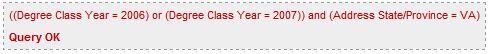 ((Degree Class Year = 2006) or (Degree Class Year = 2007)) and (Address State/Province = VA)
Query OK